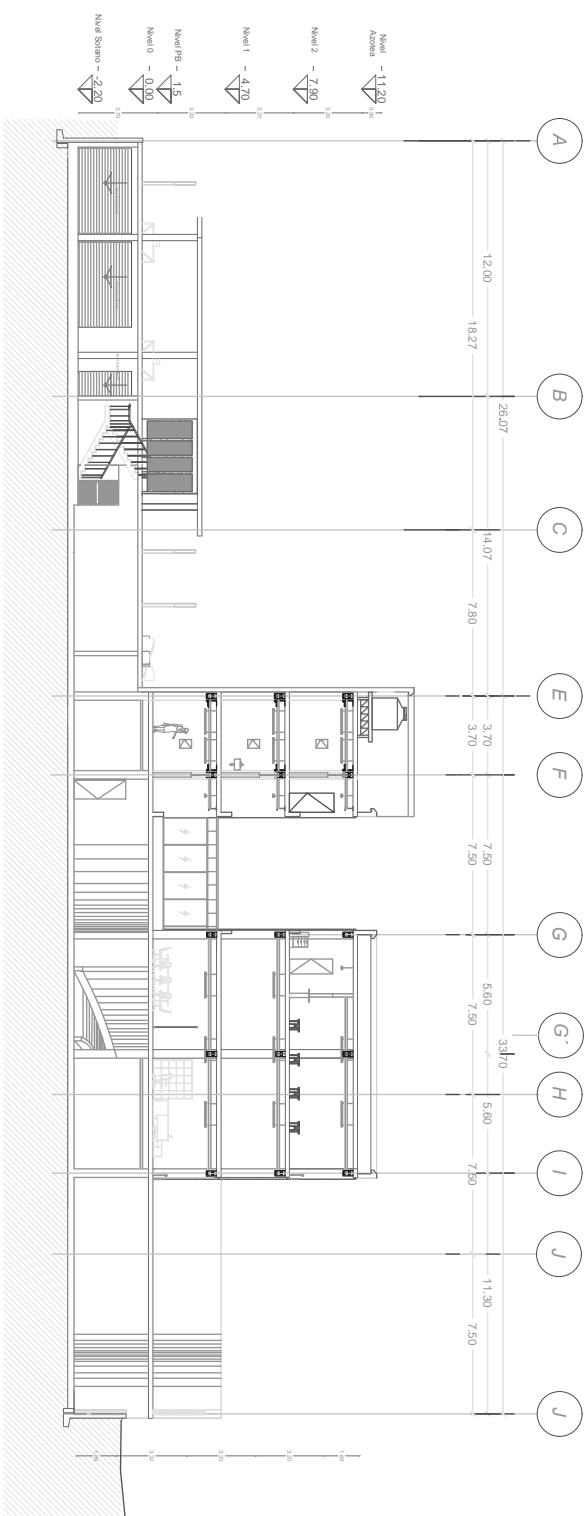 A
B
C
E
F
G
G´
H
I
J
J
26.07
33.70
12.00
14.07
3.70
7.50
5.60
5.60
11.30
18.27
7.80
3.70
7.50
7.50
7.50
7.50
Nivel
Azotea
- 11.20
Nivel 2 - 7.90
Nivel 1 - 4.70
Nivel PB - 1.5
Nivel 0 - 0.00
Nivel Sotano - -2.20